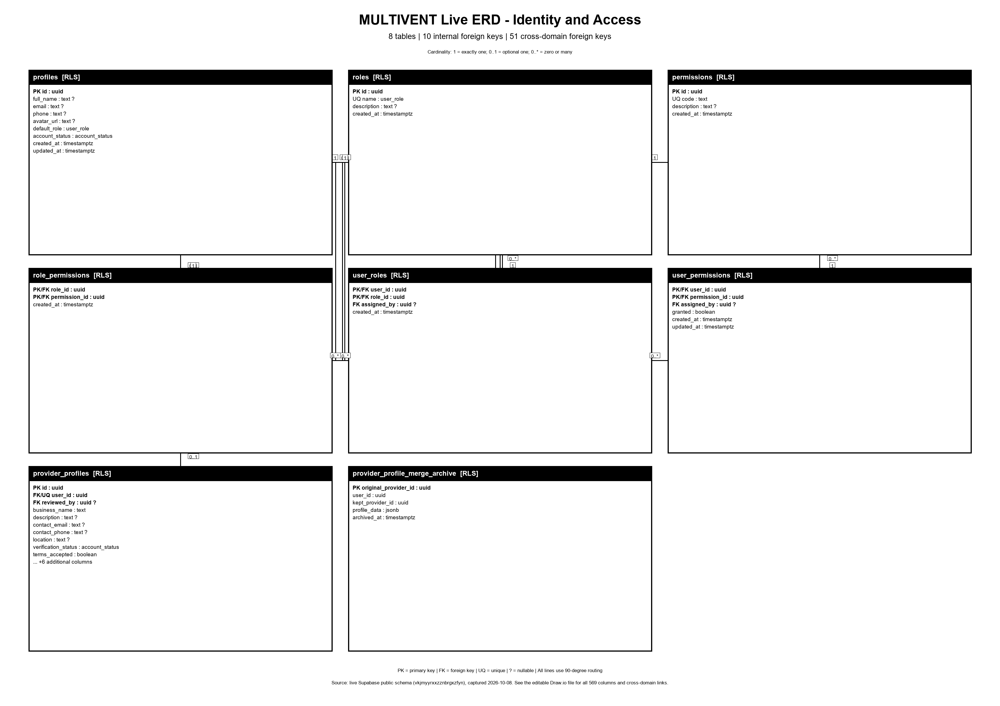 MULTIVENT Live ERD - Identity and Access
8 tables | 10 internal foreign keys | 51 cross-domain foreign keys
Cardinality: 1 = exactly one; 0..1 = optional one; 0..* = zero or many
profiles [RLS]
PK id : uuid
full_name : text ?
email : text ?
phone : text ?
avatar_url : text ?
default_role : user_role
account_status : account_status
created_at : timestamptz
updated_at : timestamptz
roles [RLS]
PK id : uuid
UQ name : user_role
description : text ?
created_at : timestamptz
permissions [RLS]
PK id : uuid
UQ code : text
description : text ?
created_at : timestamptz
1
1
1
1
0..*
1
0..*
1
role_permissions [RLS]
PK/FK role_id : uuid
PK/FK permission_id : uuid
created_at : timestamptz
user_roles [RLS]
PK/FK user_id : uuid
PK/FK role_id : uuid
FK assigned_by : uuid ?
created_at : timestamptz
user_permissions [RLS]
PK/FK user_id : uuid
PK/FK permission_id : uuid
FK assigned_by : uuid ?
granted : boolean
created_at : timestamptz
updated_at : timestamptz
0..*
0..*
0..*
0..1
provider_profiles [RLS]
PK id : uuid
FK/UQ user_id : uuid
FK reviewed_by : uuid ?
business_name : text
description : text ?
contact_email : text ?
contact_phone : text ?
location : text ?
verification_status : account_status
terms_accepted : boolean
... +6 additional columns
provider_profile_merge_archive [RLS]
PK original_provider_id : uuid
user_id : uuid
kept_provider_id : uuid
profile_data : jsonb
archived_at : timestamptz
PK = primary key | FK = foreign key | UQ = unique | ? = nullable | All lines use 90-degree routing
Source: live Supabase public schema (vkjmyyrxxzznbrgxzfyn), captured 2026-10-08. See the editable Draw.io file for all 569 columns and cross-domain links.